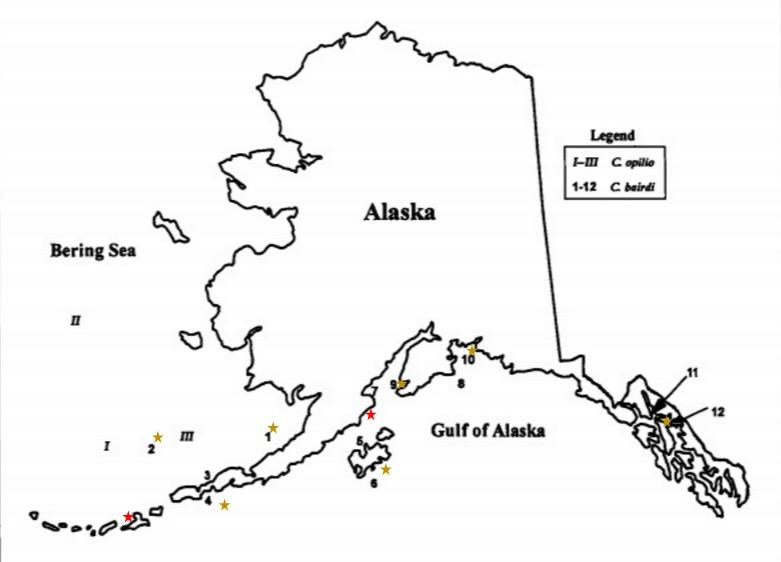 Legend
I–III C. opilio
1-12 C. bairdi
Alaska
Bering Sea
II
10
9
8
11
12
1
Gulf of Alaska
I
2
III
5
3
6
4